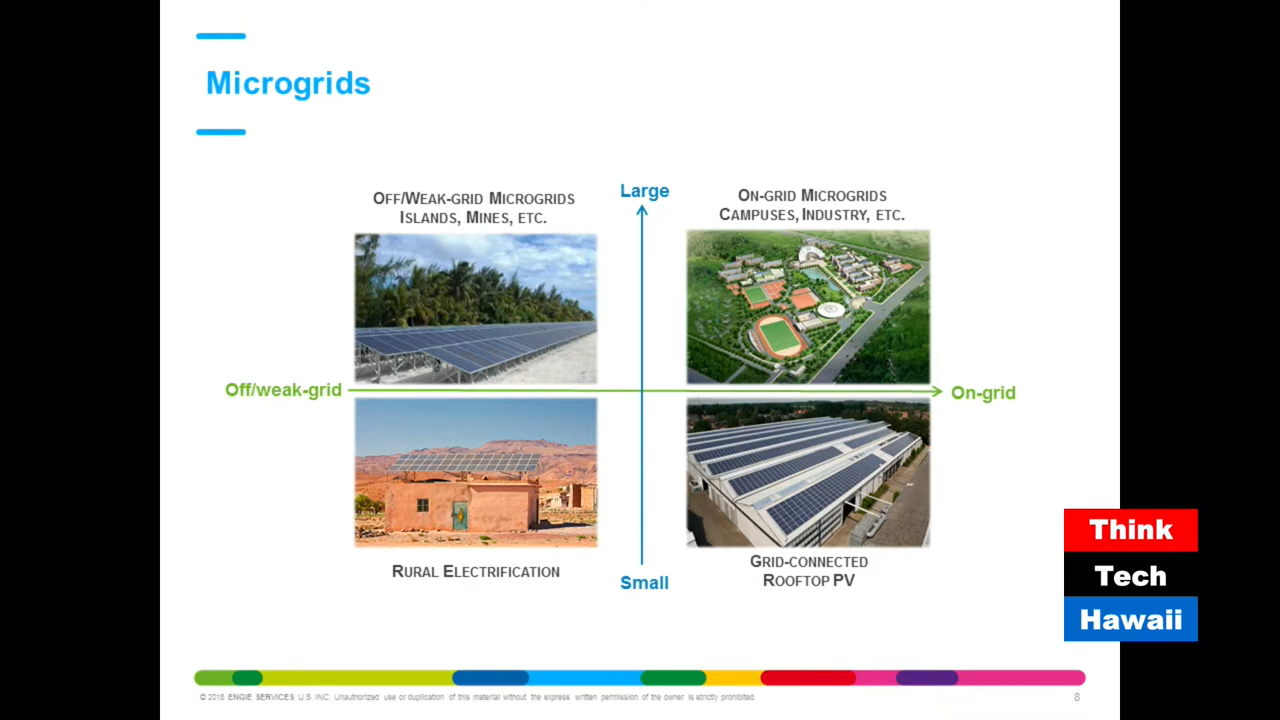 Microgrids
OFF/WEAK-GRID MICROGRIDS
ISLANDS, MINES, ETC.
Large
ON-GRID MICROGRIDS
CAMPUSES, INDUSTRY, ETC.
Off/weak-grid
On-grid
RURAL ELECTRIFICATION
Small
GRID-CONNECTED
ROOFTOP PV
Think
Tech
Hawaii
© 2018 ENGIE SERVICES U.S. INC. Unauthorized use or duplication of this material without the express written permission of the owner is strictly prohibited.
8